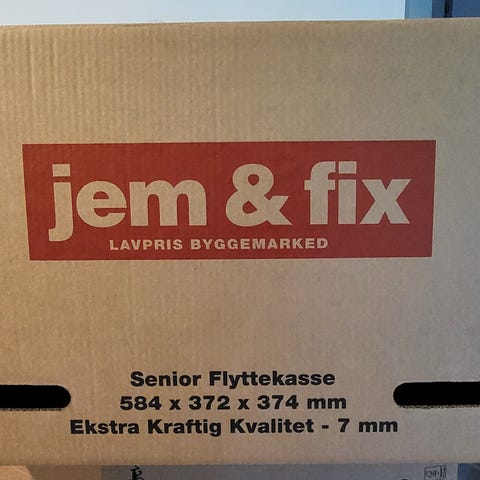 jem & fix
LAVPRIS BYGGEMARKED
Senior Flyttekasse
584 x 372 x 374 mm
Ekstra Kraftig Kvalitet - 7 mm